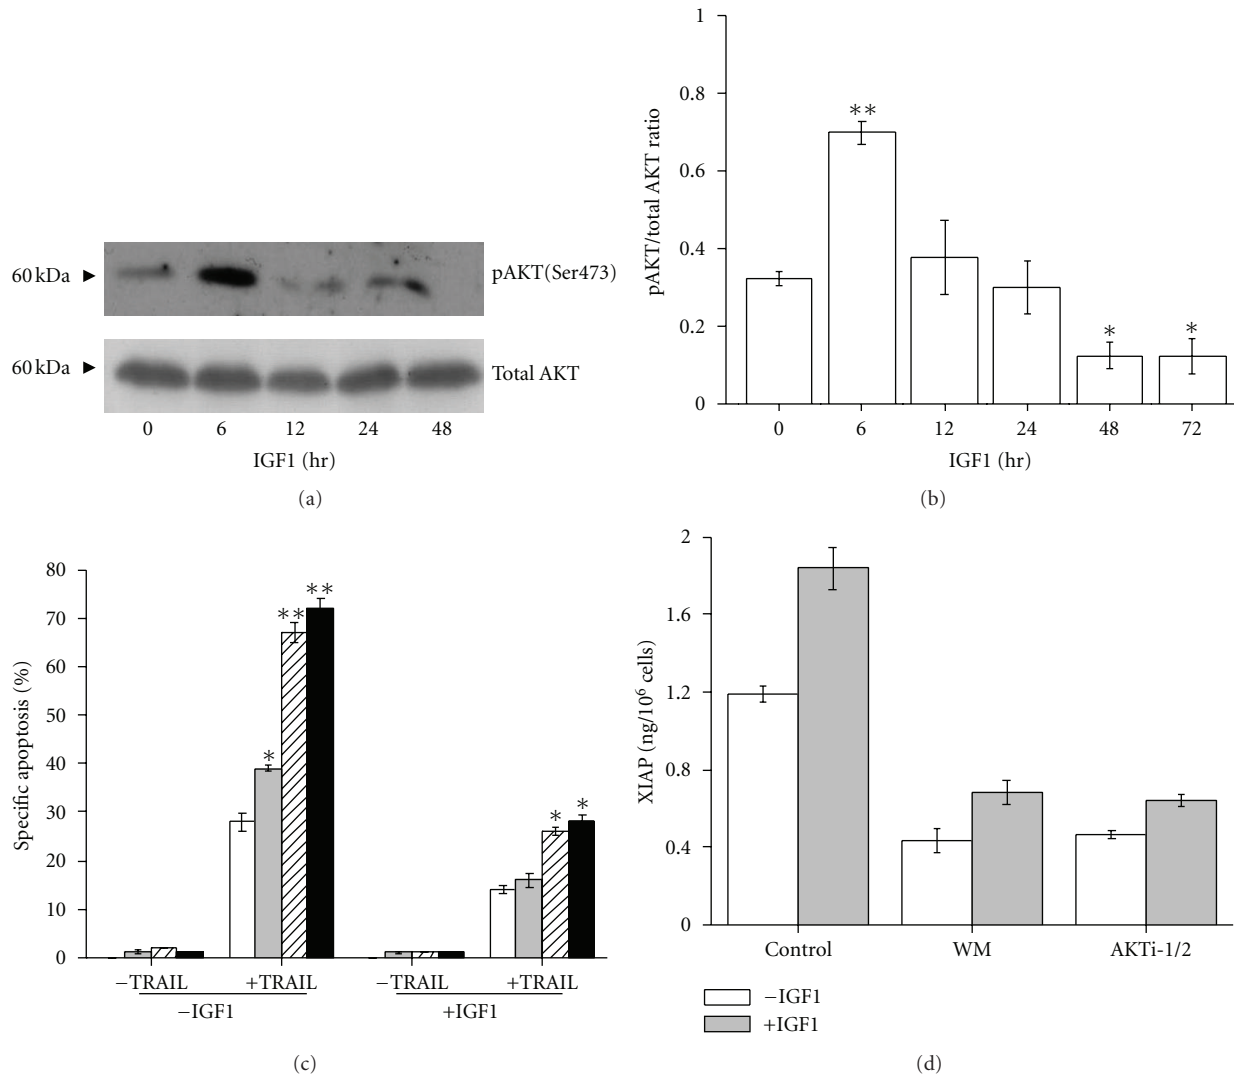 60 kDa
pAKT(Ser473)
60 kDa
Total AKT
0 6 12 24 48
IGF1 (hr)
(a)
pAKT/total AKT ratio
1
0.8
0.6
0.4
0.2
0
**
*
*
0 6 12 24 48 72
IGF1 (hr)
(b)
Specific apoptosis (%)
80
70
60
50
40
30
20
10
0
*
**
**
*
*
−TRAIL +TRAIL −TRAIL +TRAIL
−IGF1 +IGF1
(c)
XIAP (ng/10⁶ cells)
2
1.6
1.2
0.8
0.4
0
Control WM AKTi-1/2
−IGF1
+IGF1
(d)